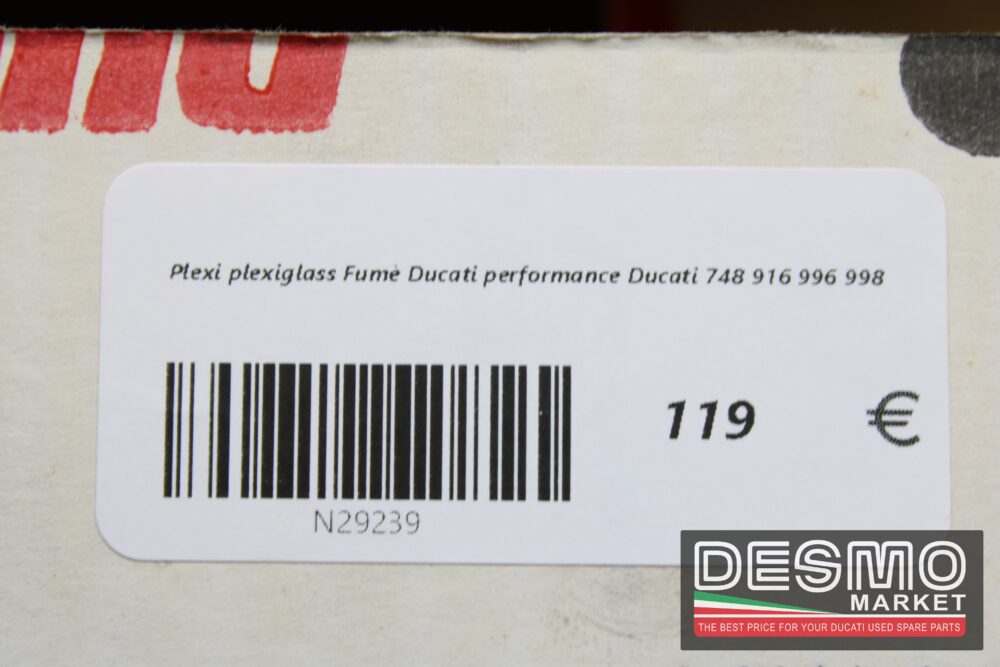 Plexi plexiglass Fumè Ducati performance Ducati 748 916 996 998
119 €
N29239
DESMO
MARKET
THE BEST PRICE FOR YOUR DUCATI USED SPARE PARTS